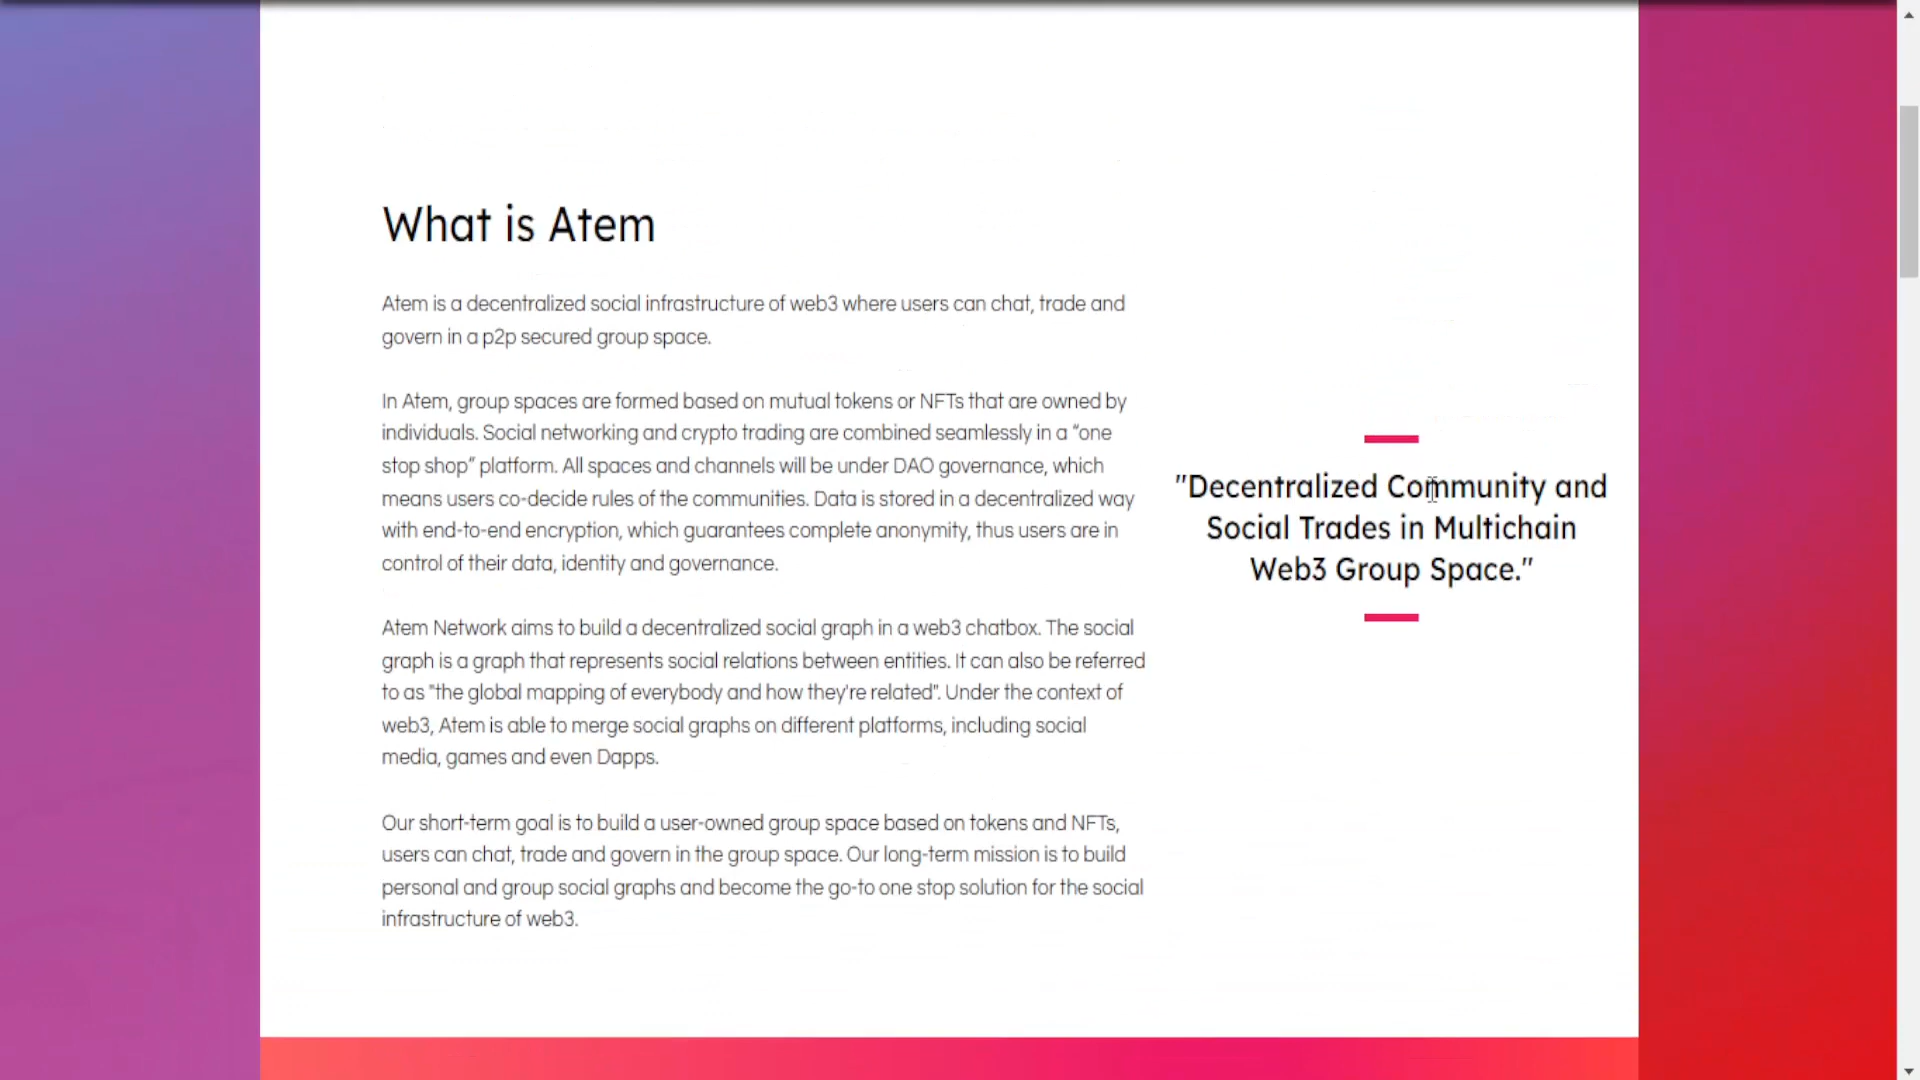 What is Atem
Atem is a decentralized social infrastructure of web3 where users can chat, trade and
govern in a p2p secured group space.
In Atem, group spaces are formed based on mutual tokens or NFTs that are owned by
individuals. Social networking and crypto trading are combined seamlessly in a “one
stop shop” platform. All spaces and channels will be under DAO governance, which
means users co-decide rules of the communities. Data is stored in a decentralized way
with end-to-end encryption, which guarantees complete anonymity, thus users are in
control of their data, identity and governance.
Atem Network aims to build a decentralized social graph in a web3 chatbox. The social
graph is a graph that represents social relations between entities. It can also be referred
to as "the global mapping of everybody and how they're related". Under the context of
web3, Atem is able to merge social graphs on different platforms, including social
media, games and even Dapps.
Our short-term goal is to build a user-owned group space based on tokens and NFTs,
users can chat, trade and govern in the group space. Our long-term mission is to build
personal and group social graphs and become the go-to one stop solution for the social
infrastructure of web3.
"Decentralized Community and
Social Trades in Multichain
Web3 Group Space."